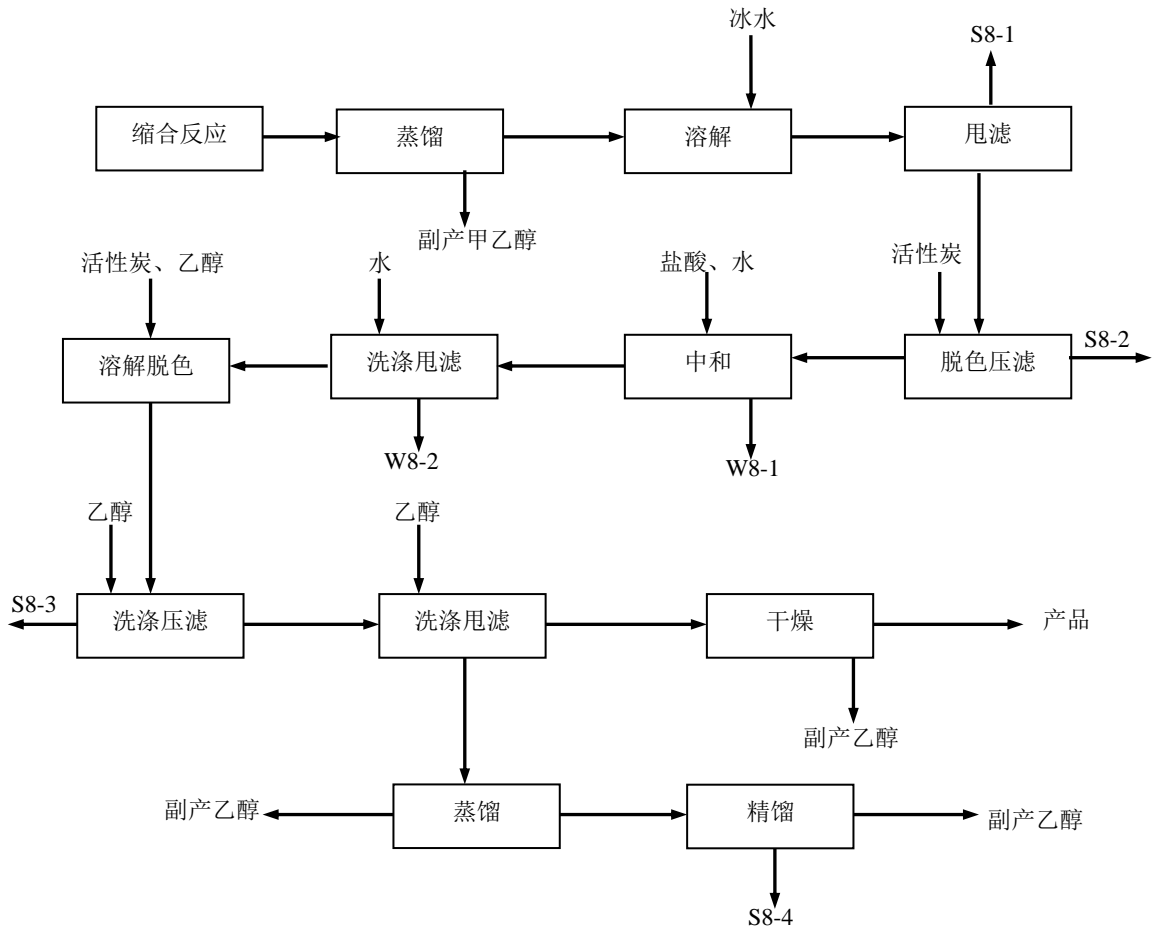 冰水
S8-1
缩合反应
蒸馏
溶解
甩滤
副产甲乙醇
活性炭、乙醇
水
盐酸、水
活性炭
溶解脱色
洗涤甩滤
中和
脱色压滤
S8-2
W8-2
W8-1
乙醇
乙醇
S8-3
洗涤压滤
洗涤甩滤
干燥
产品
副产乙醇
副产乙醇
蒸馏
精馏
副产乙醇
S8-4